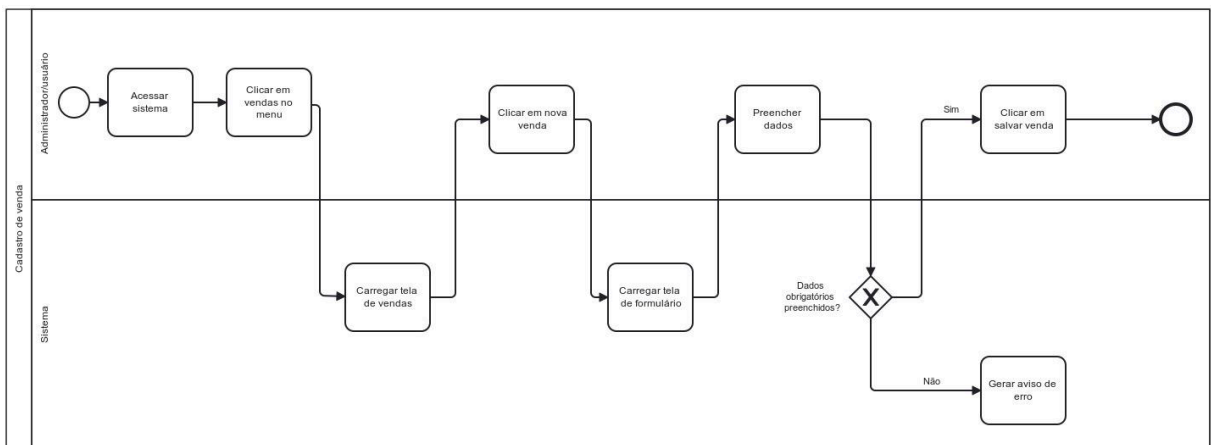 Cadastro de venda
Administrador/usuário
Acessar
sistema
Clicar em
vendas no
menu
Clicar em nova
venda
Preencher
dados
Sim
Clicar em
salvar venda
Sistema
Carregar tela
de vendas
Carregar tela
de formulário
Dados
obrigatórios
preenchidos?
X
Não
Gerar aviso de
erro